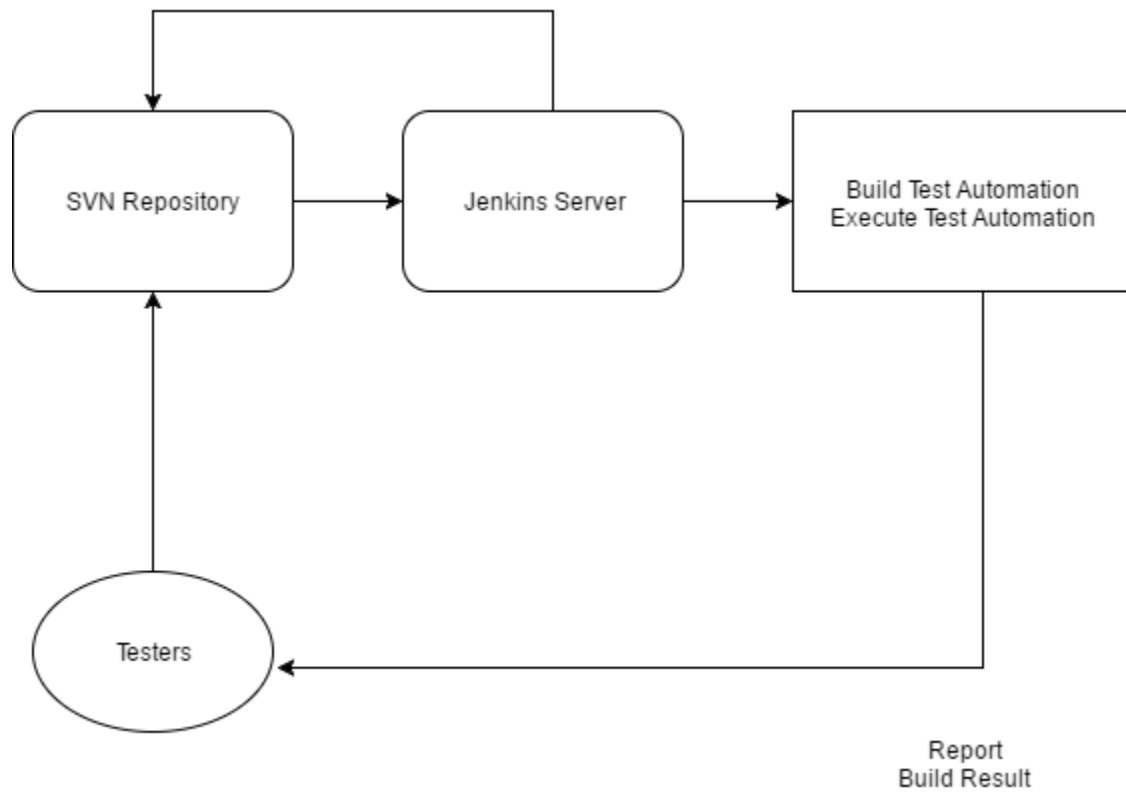 SVN Repository
Jenkins Server
Build Test Automation
Execute Test Automation
Testers
Report
Build Result